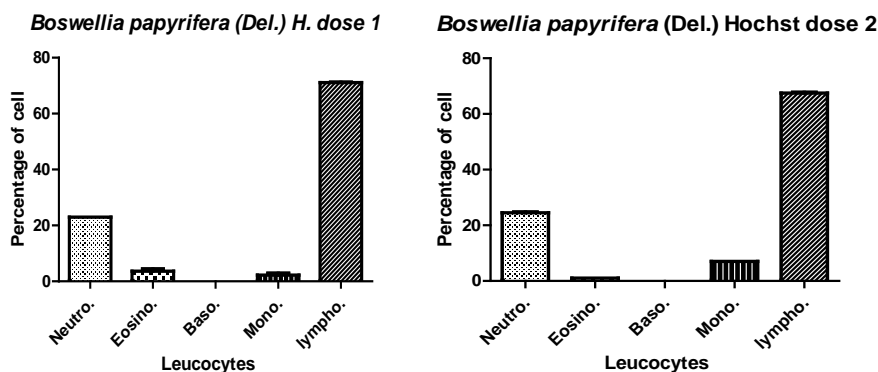 Boswellia papyrifera (Del.) H. dose 1
80
60
40
20
0
Percentage of cell
Neutro.
Eosino.
Baso.
Mono.
lympho.
Leucocytes
Boswellia papyrifera (Del.) Hochst dose 2
80
60
40
20
0
Percentage of cell
Neutro.
Eosino.
Baso.
Mono.
lympho.
Leucocytes